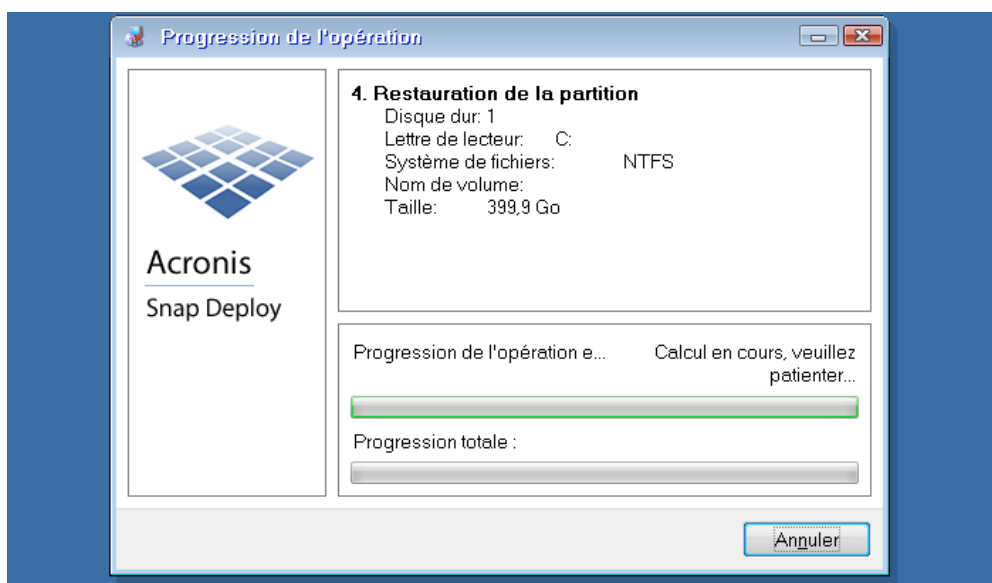 Progression de l'opération
Acronis
Snap Deploy
4. Restauration de la partition
Disque dur: 1
Lettre de lecteur: C:
Système de fichiers: NTFS
Nom de volume:
Taille: 399,9 Go
Progression de l'opération e...
Calcul en cours, veuillez
patienter...
Progression totale :
Annuler